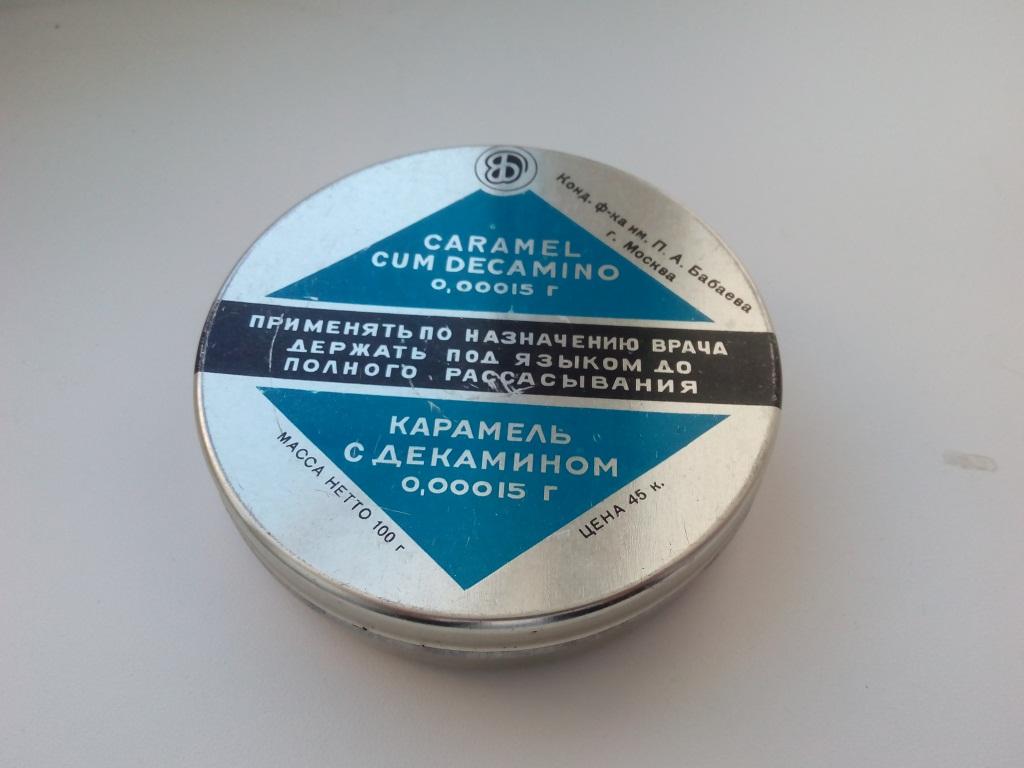 Конд. ф-ка им. П. А. Бабаева
г. Москва
CARAMEL
CUM DECAMINO
0,00015 г
ПРИМЕНЯТЬ ПО НАЗНАЧЕНИЮ ВРАЧА
ДЕРЖАТЬ ПОД ЯЗЫКОМ ДО
ПОЛНОГО РАССАСЫВАНИЯ
КАРАМЕЛЬ
С ДЕКАМИНОМ
0,00015 г
МАССА НЕТТО 100 г
ЦЕНА 45 к.